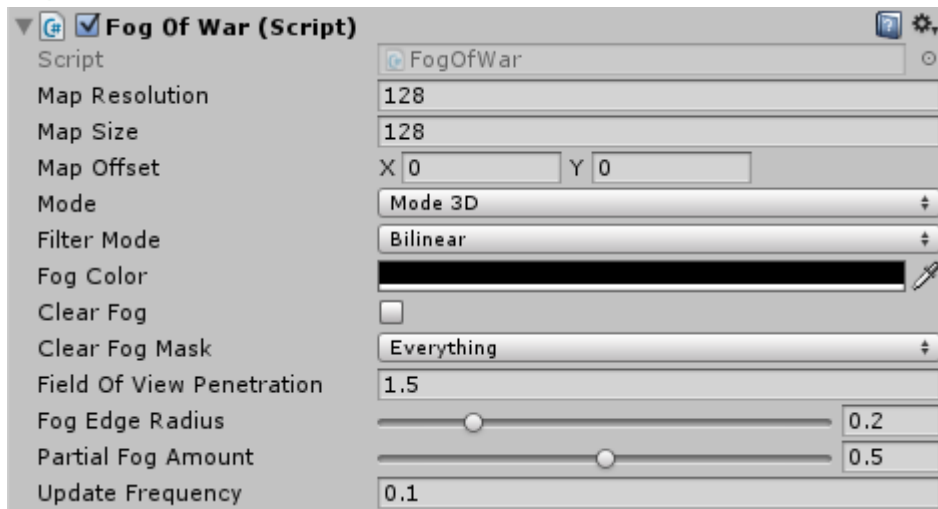 Fog Of War (Script)
Script FogOfWar
Map Resolution 128
Map Size 128
Map Offset X 0 Y 0
Mode Mode 3D
Filter Mode Bilinear
Fog Color
Clear Fog
Clear Fog Mask Everything
Field Of View Penetration 1.5
Fog Edge Radius 0.2
Partial Fog Amount 0.5
Update Frequency 0.1